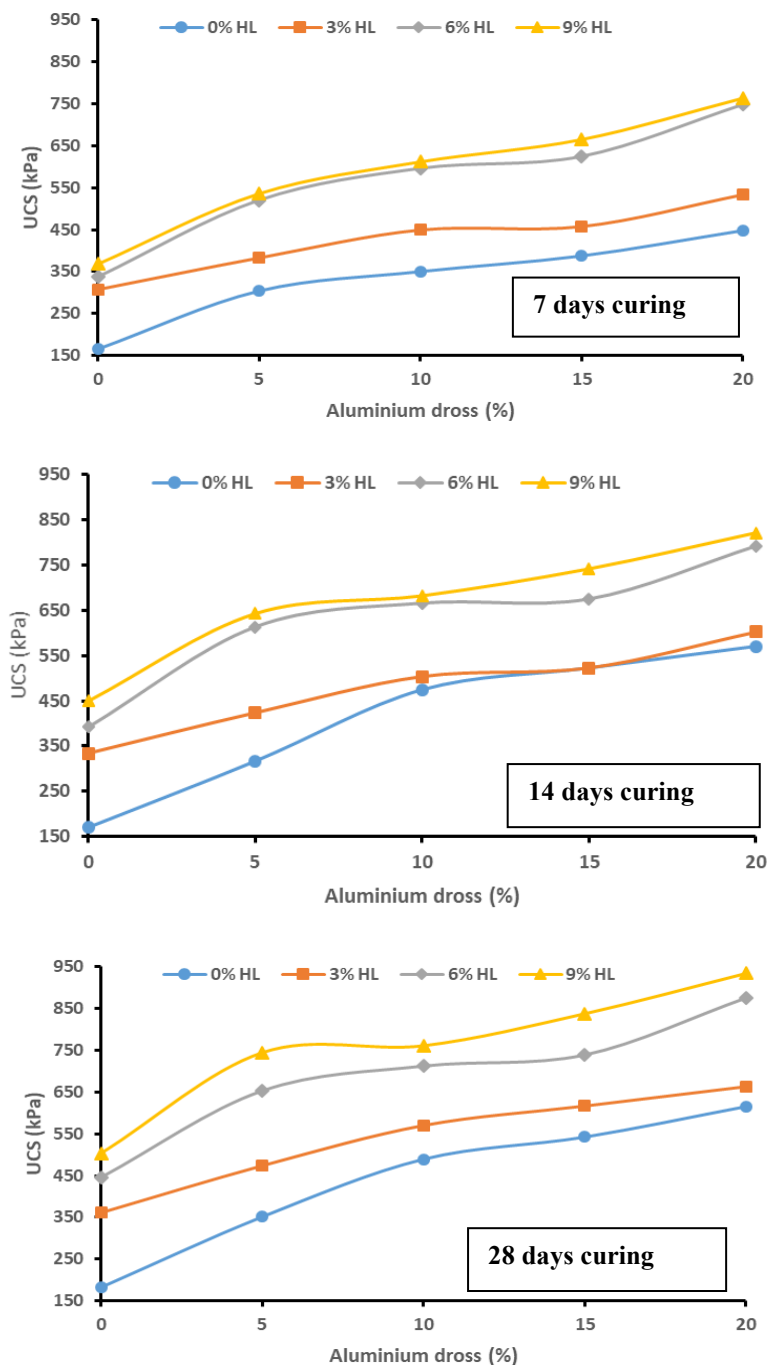 0% HL 3% HL 6% HL 9% HL
950
850
750
650
550
450
350
250
150
UCS (kPa)
0 5 10 15 20
Aluminium dross (%)
7 days curing
0% HL 3% HL 6% HL 9% HL
950
850
750
650
550
450
350
250
150
UCS (kPa)
0 5 10 15 20
Aluminium dross (%)
14 days curing
0% HL 3% HL 6% HL 9% HL
950
850
750
650
550
450
350
250
150
UCS (kPa)
0 5 10 15 20
Aluminium dross (%)
28 days curing